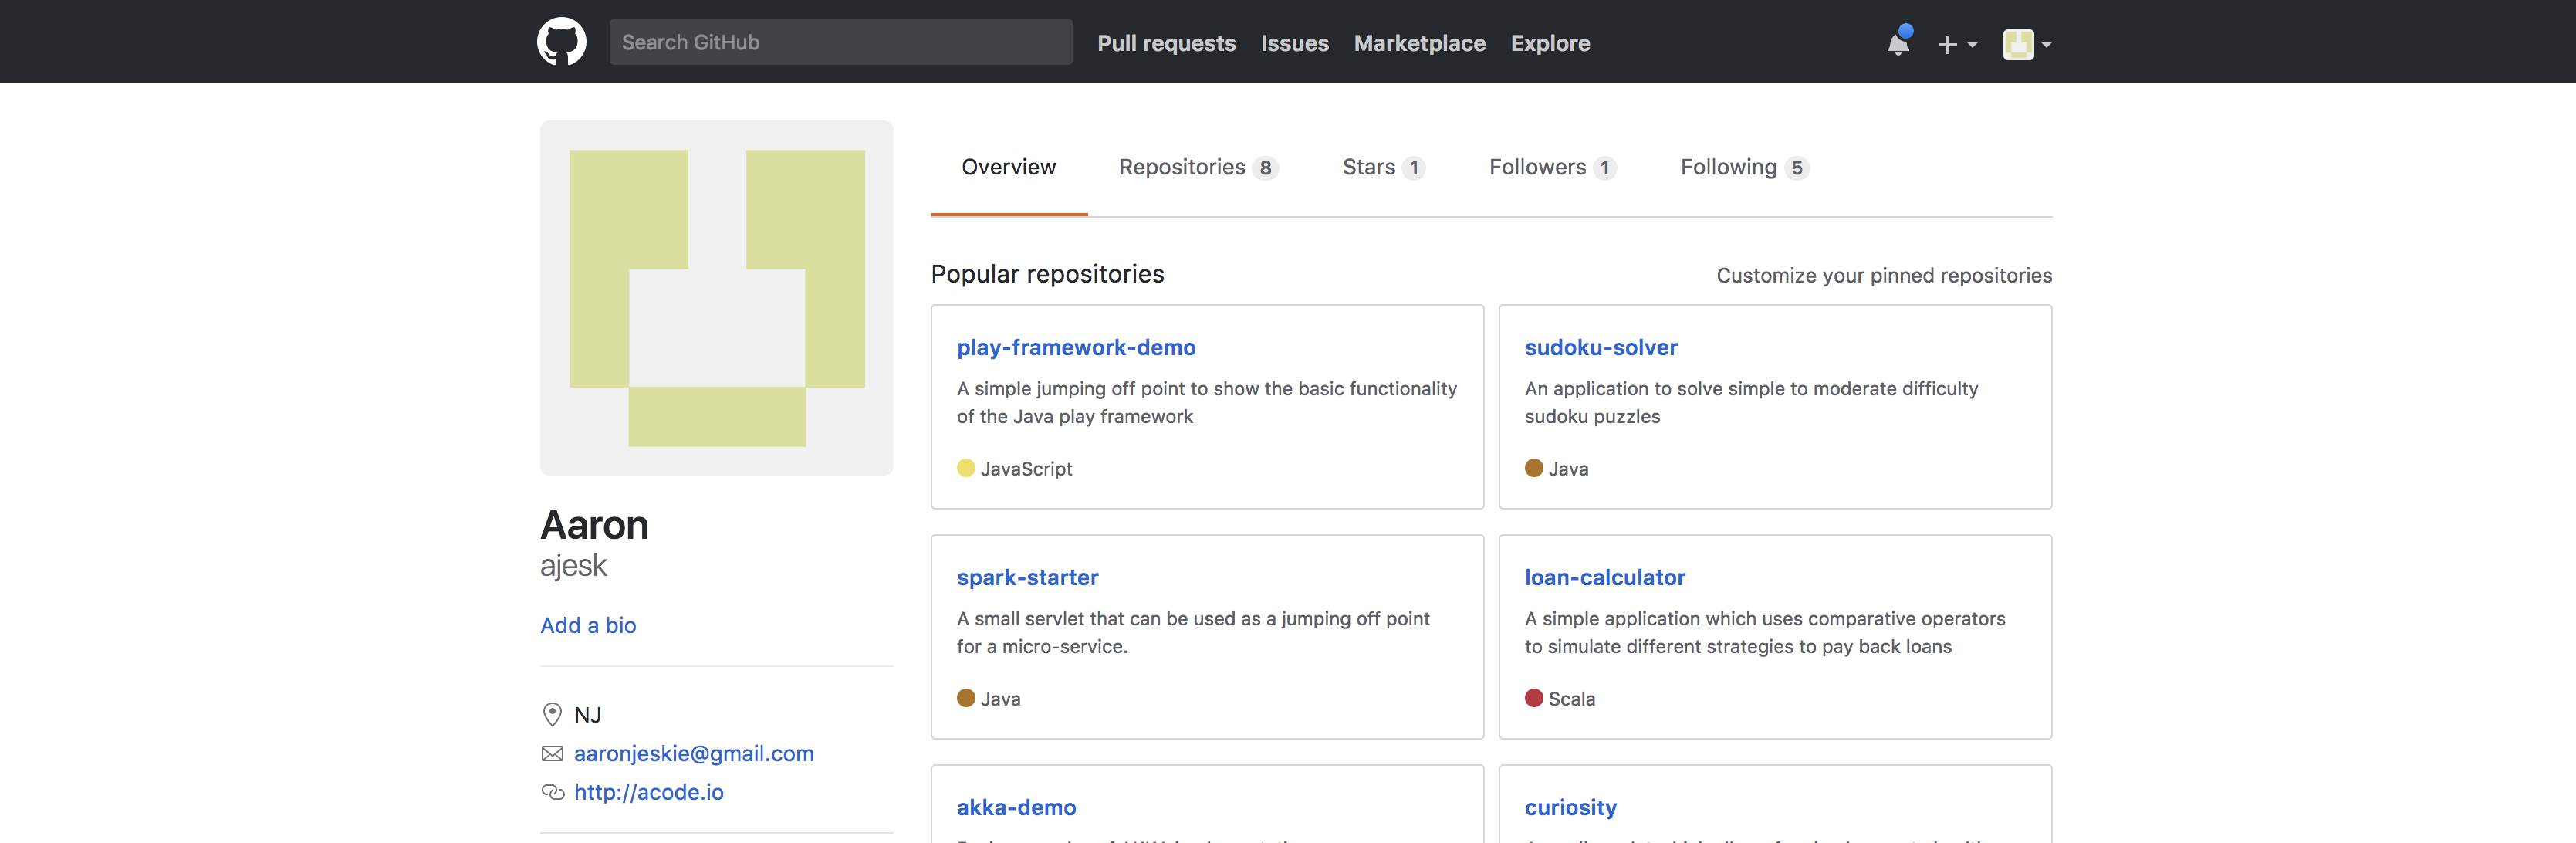 Search GitHub
Pull requests Issues Marketplace Explore
Overview Repositories 8 Stars 1 Followers 1 Following 5
Popular repositories
Customize your pinned repositories
play-framework-demo
A simple jumping off point to show the basic functionality
of the Java play framework
JavaScript
sudoku-solver
An application to solve simple to moderate difficulty
sudoku puzzles
Java
spark-starter
A small servlet that can be used as a jumping off point
for a micro-service.
Java
loan-calculator
A simple application which uses comparative operators
to simulate different strategies to pay back loans
Scala
akka-demo
curiosity
Aaron
ajesk
Add a bio
NJ
aaronjeskie@gmail.com
http://acode.io